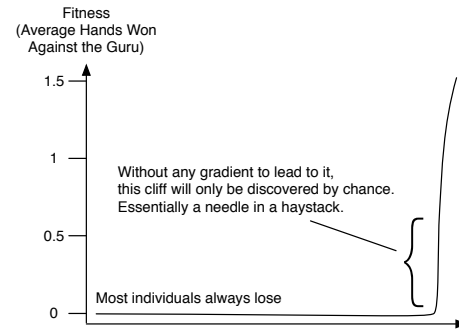 Fitness
(Average Hands Won
Against the Guru)
1.5
1
Without any gradient to lead to it,
this cliff will only be discovered by chance.
Essentially a needle in a haystack.
0.5
Most individuals always lose
0